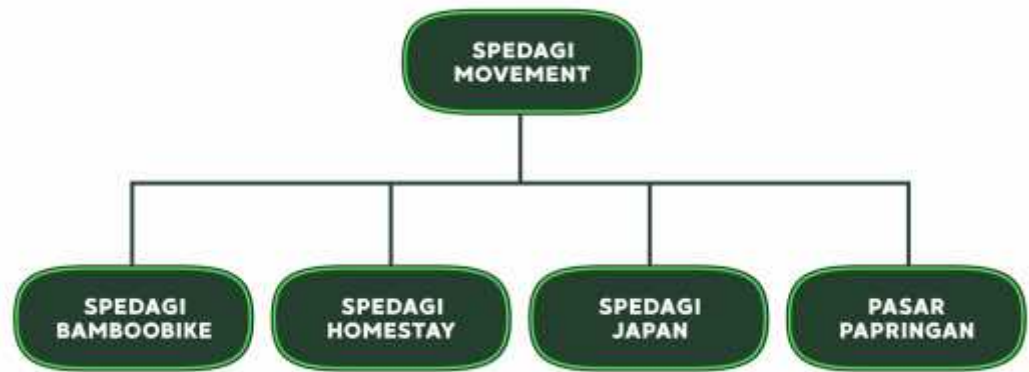 SPEDAGI
MOVEMENT
SPEDAGI
BAMBOOBIKE
SPEDAGI
HOMESTAY
SPEDAGI
JAPAN
PASAR
PAPRINGAN